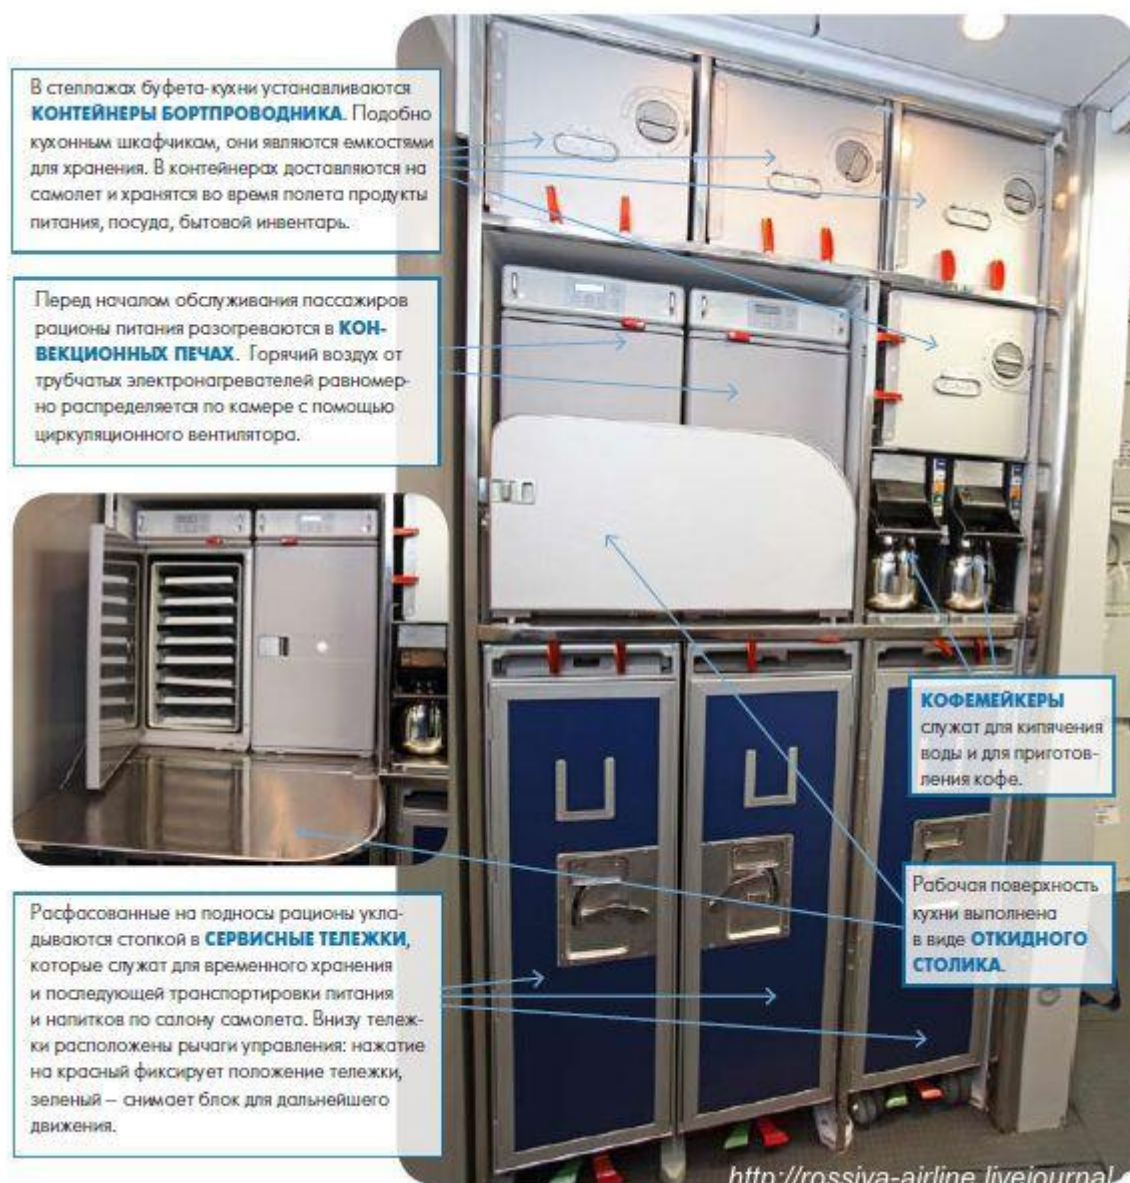 В стеллажах буфета-кухни устанавливаются
КОНТЕЙНЕРЫ БОРТПРОВОДНИКА. Подобно
кухонным шкафчикам, они являются емкостями
для хранения. В контейнерах доставляются на
самолет и хранятся во время полета продукты
питания, посуда, бытовой инвентарь.
Перед началом обслуживания пассажиров
рационы питания разогреваются в КОН-
ВЕКЦИОННЫХ ПЕЧАХ. Горячий воздух от
трубчатых электронагревателей равномер-
но распределяется по камере с помощью
циркуляционного вентилятора.
КОФЕМЕЙКЕРЫ
служат для кипячения
воды и для приготов-
ления кофе.
Рабочая поверхность
кухни выполнена
в виде ОТКИДНОГО
СТОЛИКА.
Расфасованные на подносы рационы укла-
дываются стопкой в СЕРВИСНЫЕ ТЕЛЕЖКИ,
которые служат для временного хранения
и последующей транспортировки питания
и напитков по салону самолета. Внизу тележ-
ки расположены рычаги управления: нажатие
на красный фиксирует положение тележки,
зеленый – снимает блок для дальнейшего
движения.
http://rossiya-airline.livejournal.c